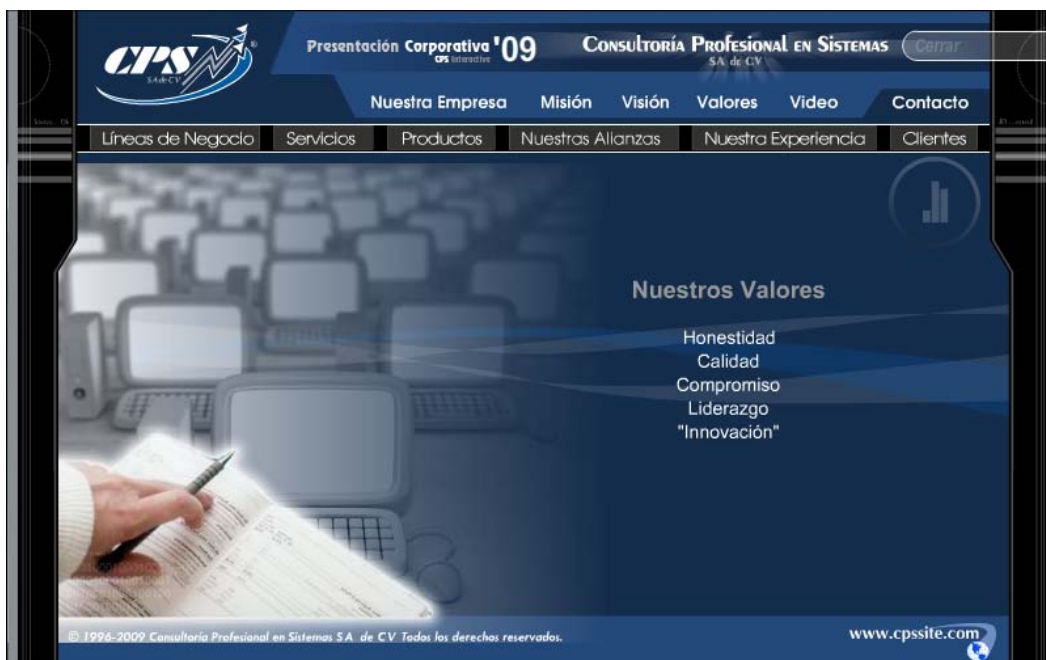 CPS
SA de CV
Presentación Corporativa '09
CPS Interactive
Consultoría Profesional en Sistemas
SA de CV
Cerrar
Nuestra Empresa Misión Visión Valores Video Contacto
Líneas de Negocio Servicios Productos Nuestras Alianzas Nuestra Experiencia Clientes
Nuestros Valores
Honestidad
Calidad
Compromiso
Liderazgo
"Innovación"
© 1996-2009 Consultoría Profesional en Sistemas S A de C V Todos los derechos reservados.
www.cpssite.com